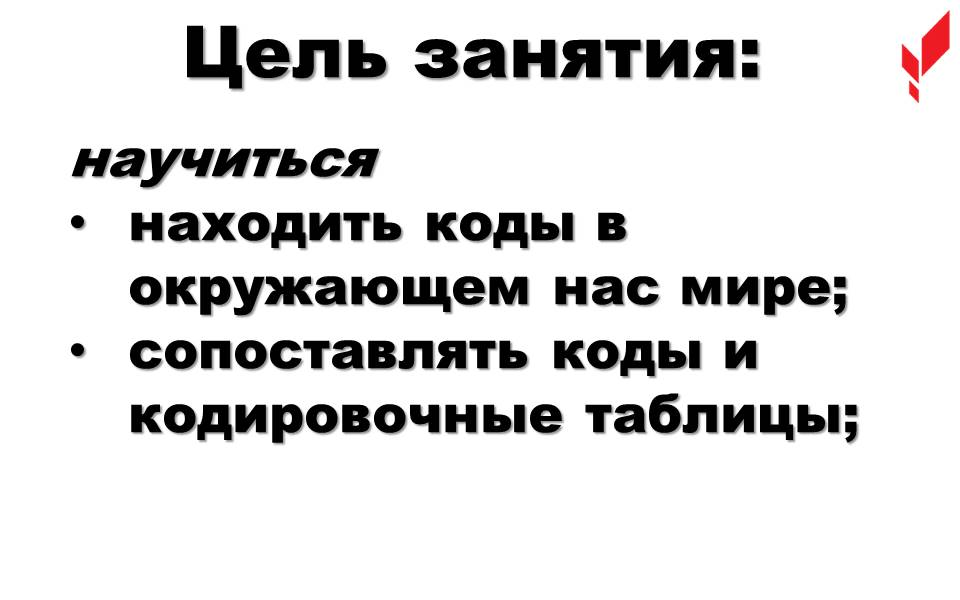 Цель занятия:
научиться
• находить коды в
окружающем нас мире;
• сопоставлять коды и
кодировочные таблицы;